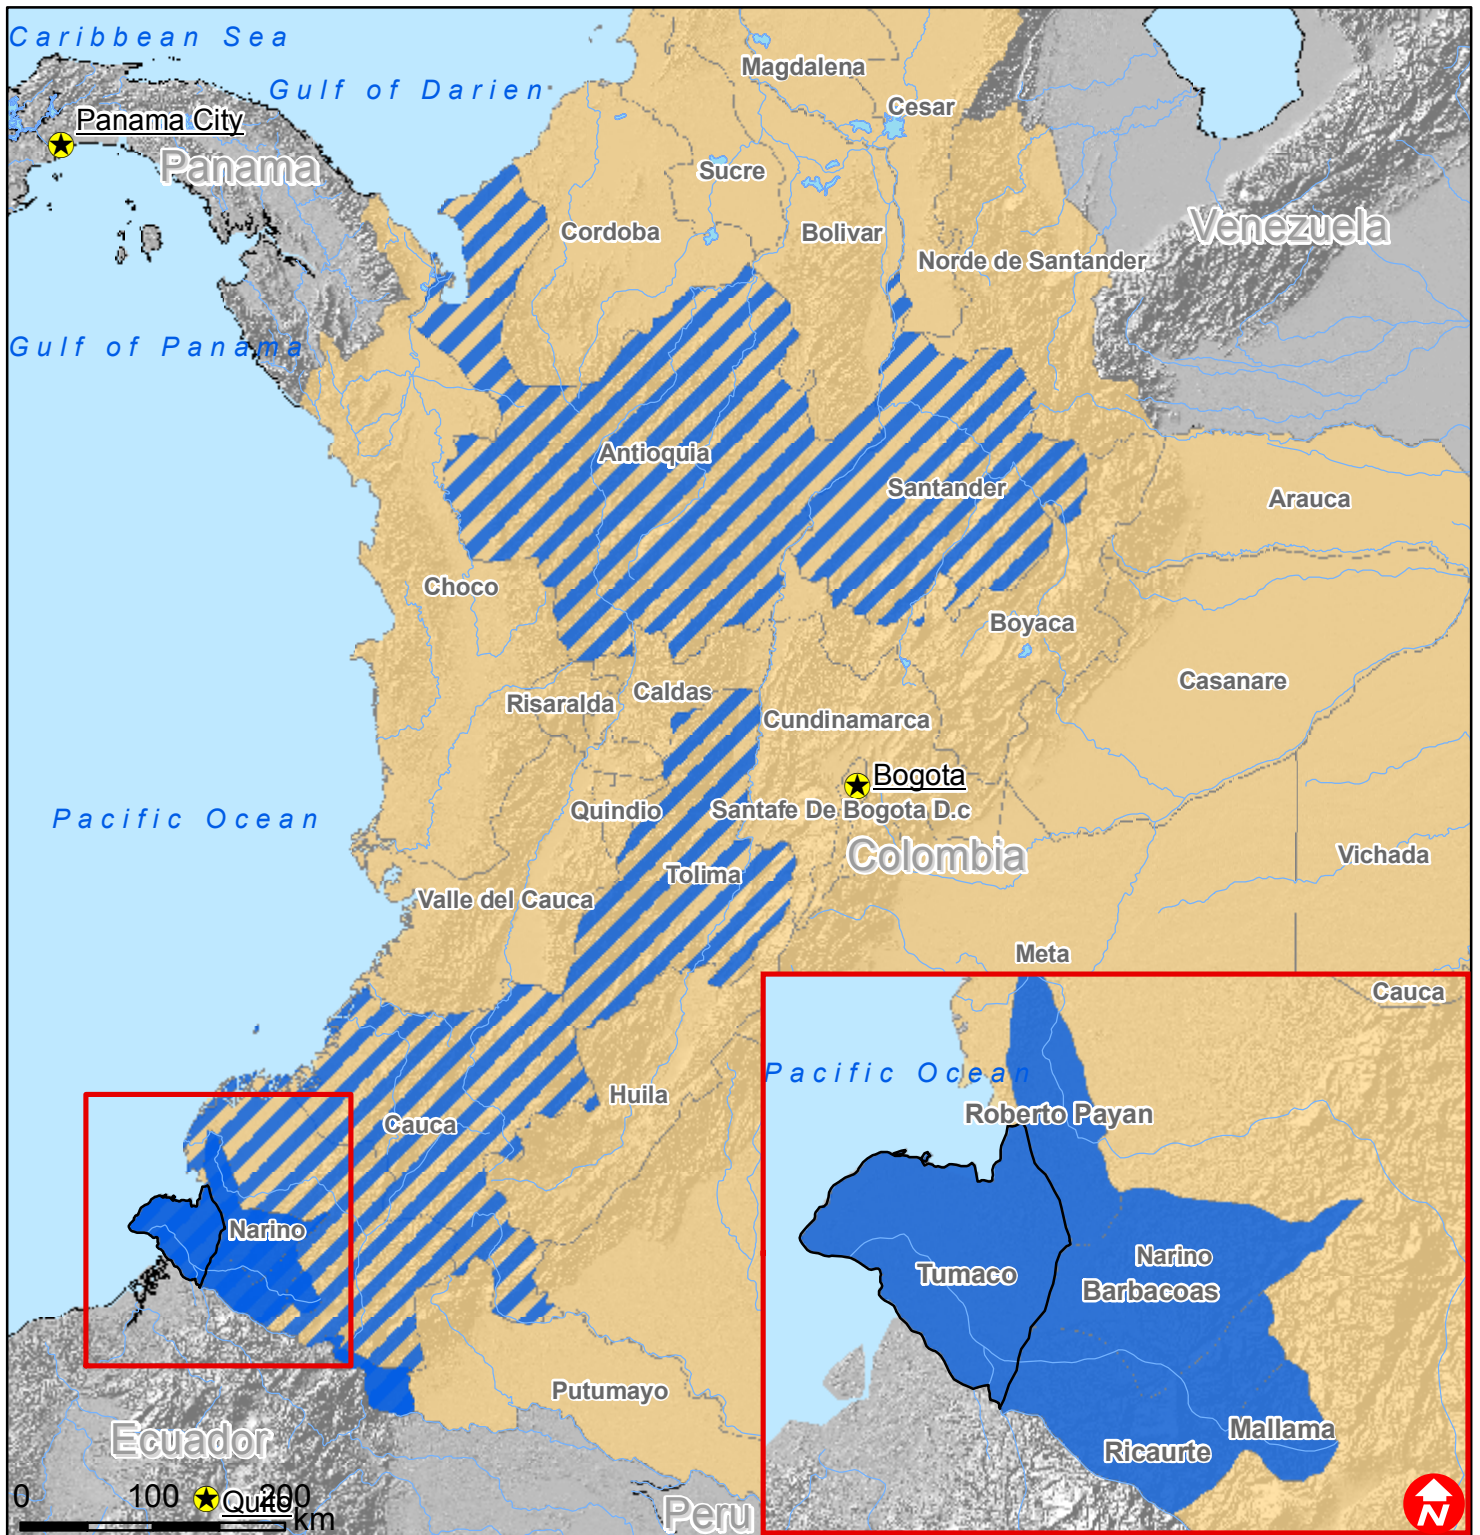 Caribbean Sea
Gulf of Darien
Magdalena
Cesar
Panama City
Panama
Sucre
Cordoba
Bolivar
Venezuela
Norde de Santander
Gulf of Panama
Antioquia
Santander
Arauca
Choco
Boyaca
Casanare
Risaralda
Caldas
Cundinamarca
Bogota
Quindio
Santafe De Bogota D.c
Pacific Ocean
Colombia
Vichada
Tolima
Valle del Cauca
Meta
Cauca
Pacific Ocean
Huila
Roberto Payan
Cauca
Narino
Narino
Tumaco
Barbacoas
Putumayo
Mallama
Ecuador
Ricaurte
0 100 200
Quito
km
Peru
N